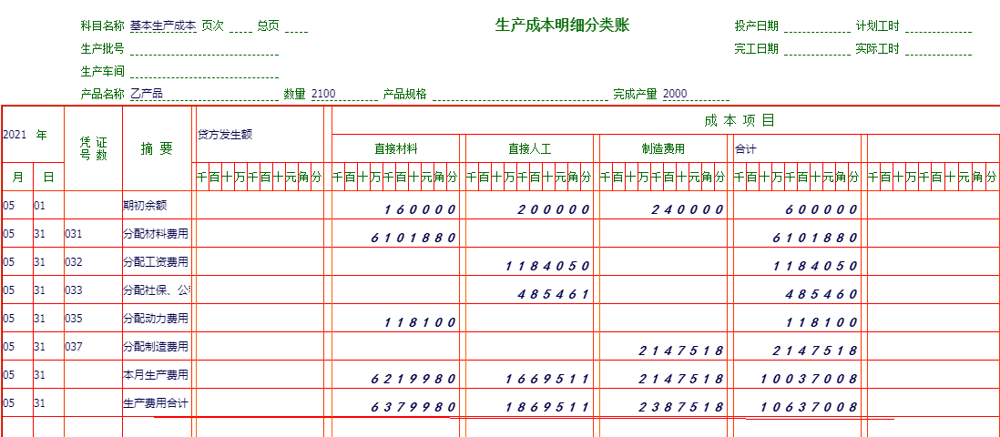 科目名称 基本生产成本 页次 总页 生产成本明细分类账 投产日期 计划工时
生产批号 完工日期 实际工时
生产车间
产品名称 乙产品 数量 2100 产品规格 完成产量 2000
成 本 项 目
2021 年 凭 证 号 数 摘 要 贷方发生额 直接材料 直接人工 制造费用 合计
月 日 千百十万千百十元角分 千百十万千百十元角分 千百十万千百十元角分 千百十万千百十元角分 千百十万千百十元角分 千百十万千百十元角分
05 01 期初余额 160000 200000 240000 600000
05 31 031 分配材料费用 6101880 6101880
05 31 032 分配工资费用 1184050 1184050
05 31 033 分配社保、公 485461 485460
05 31 035 分配动力费用 118100 118100
05 31 037 分配制造费用 2147518 2147518
05 31 本月生产费用 6219980 1669511 2147518 10037008
05 31 生产费用合计 6379980 1869511 2387518 10637008